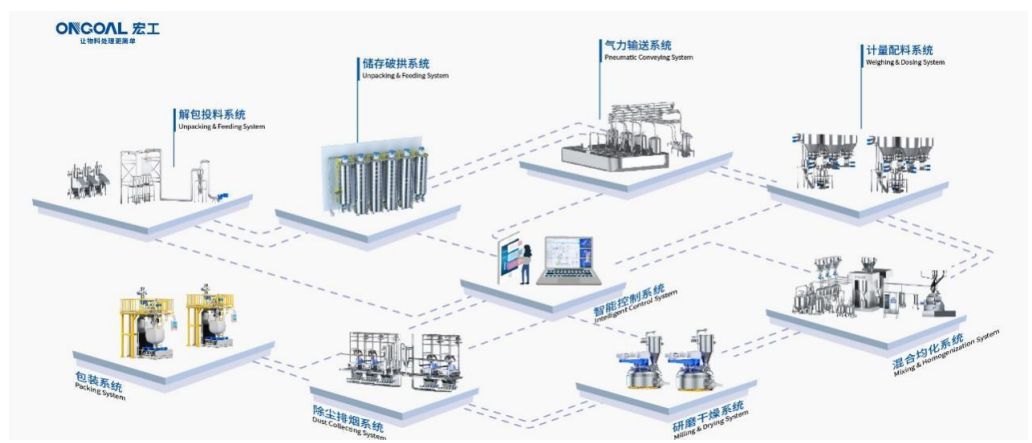 ONGOAL 宏工
让物料处理更简单
解包投料系统
Unpacking & Feeding System
储存破拱系统
Unpacking & Feeding System
气力输送系统
Pneumatic Conveying System
计量配料系统
Weighing & Dosing System
智能控制系统
Intelligent Control System
混合均化系统
Mixing & Homogenization System
包装系统
Packing System
除尘排烟系统
Dust Collecting System
研磨干燥系统
Milling & Drying System